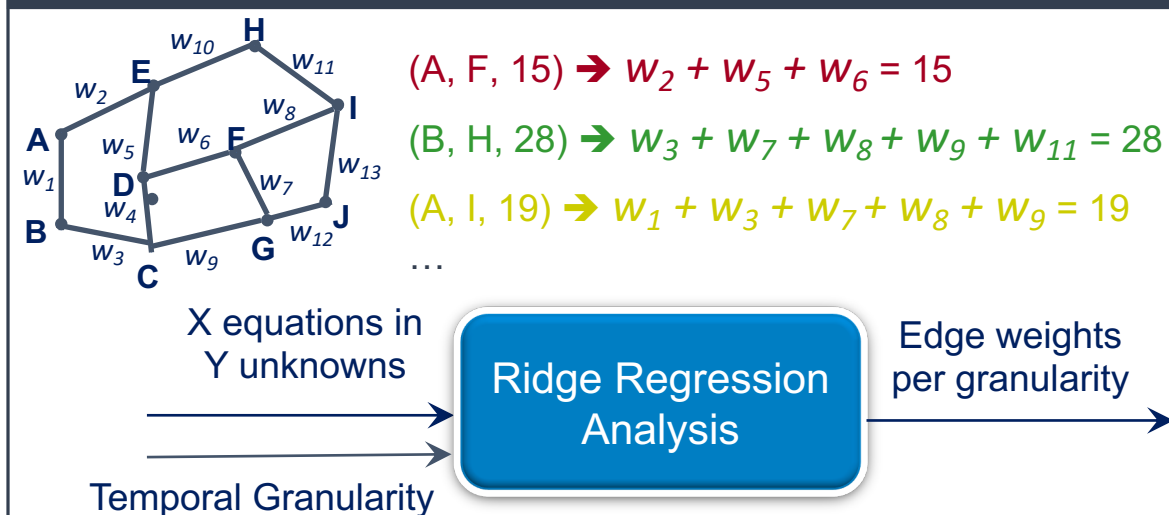 H
w10
w11
E
w2
w8
I
A
w5
w6
F
w1
D
w4
w7
w13
B
J
w3
w9
G
w12
C
(A, F, 15) ➔ w2 + w5 + w6 = 15
(B, H, 28) ➔ w3 + w7 + w8 + w9 + w11 = 28
(A, I, 19) ➔ w1 + w3 + w7 + w8 + w9 = 19
…
X equations in
Y unknowns
Temporal Granularity
Ridge Regression
Analysis
Edge weights
per granularity